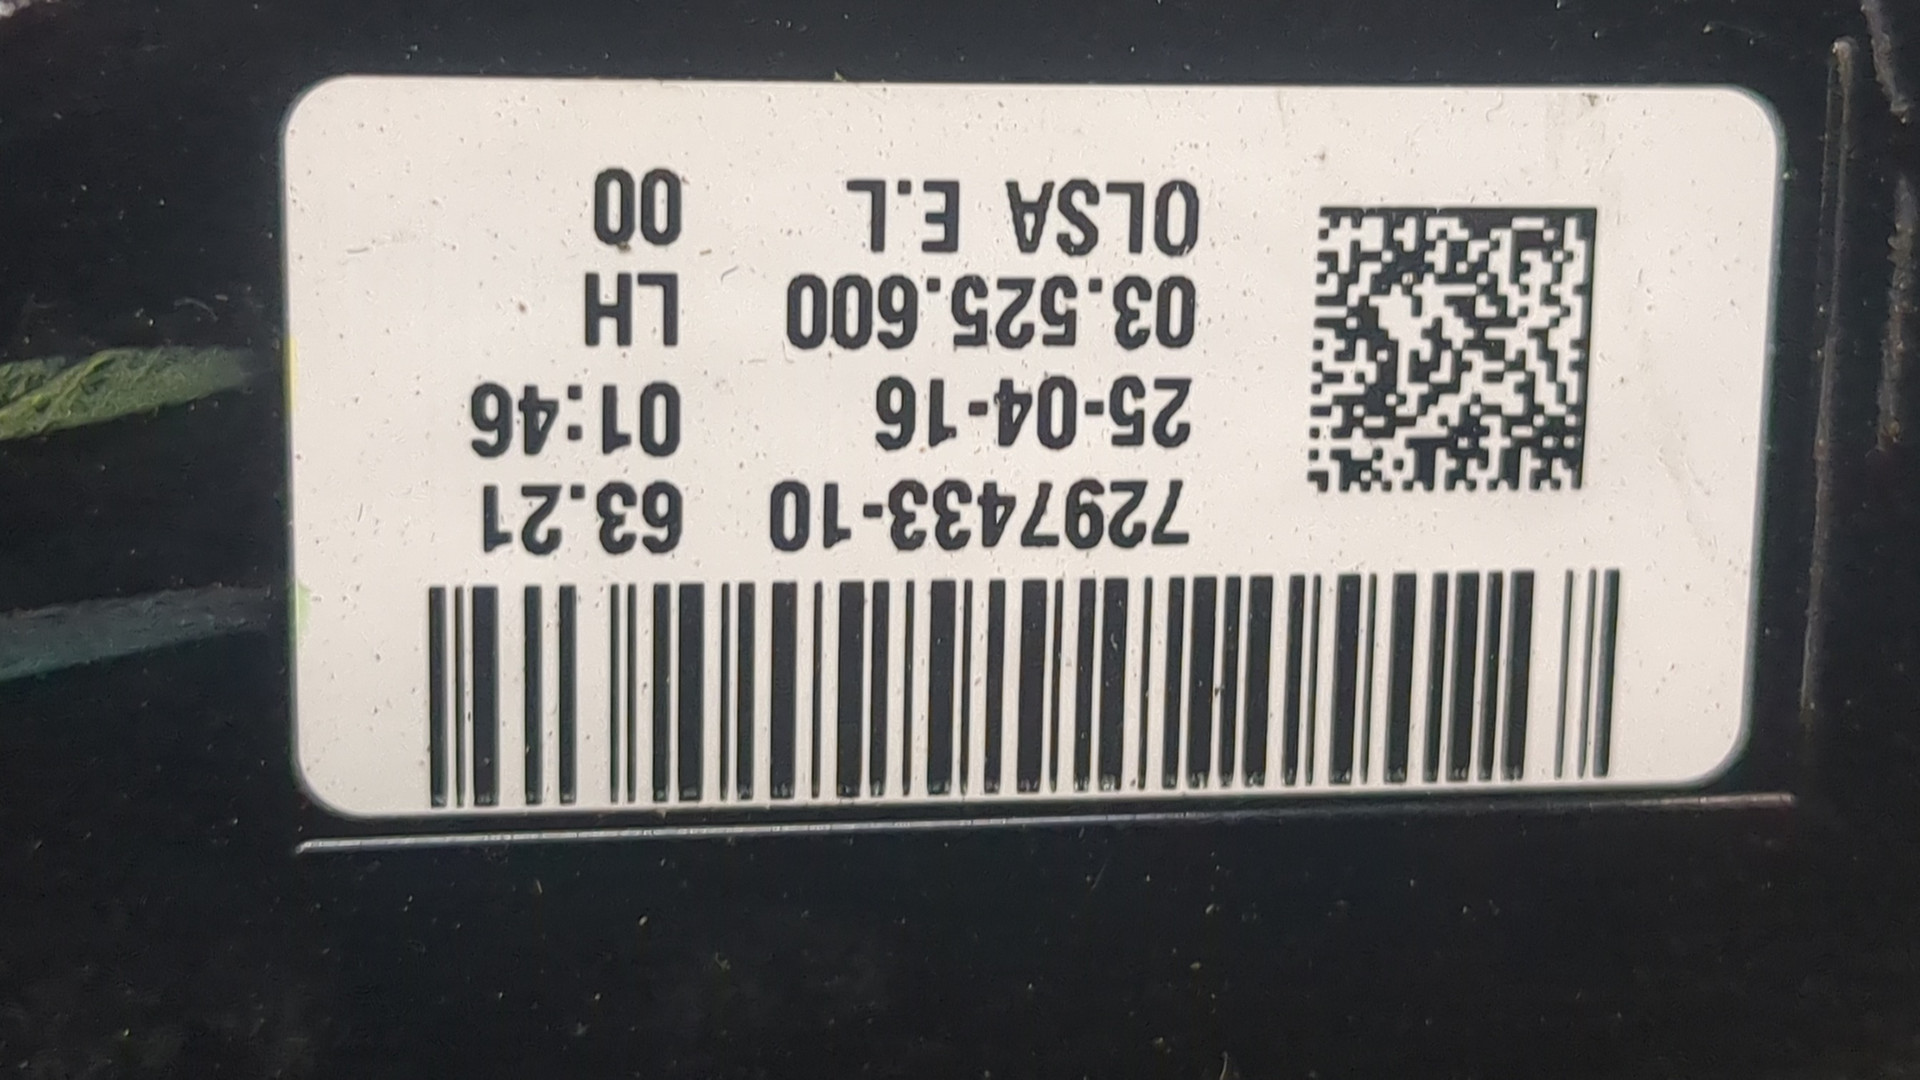 7297433-10 63.21
25-04-16 01:46
03.525.600 LH
OLSA E.L 00